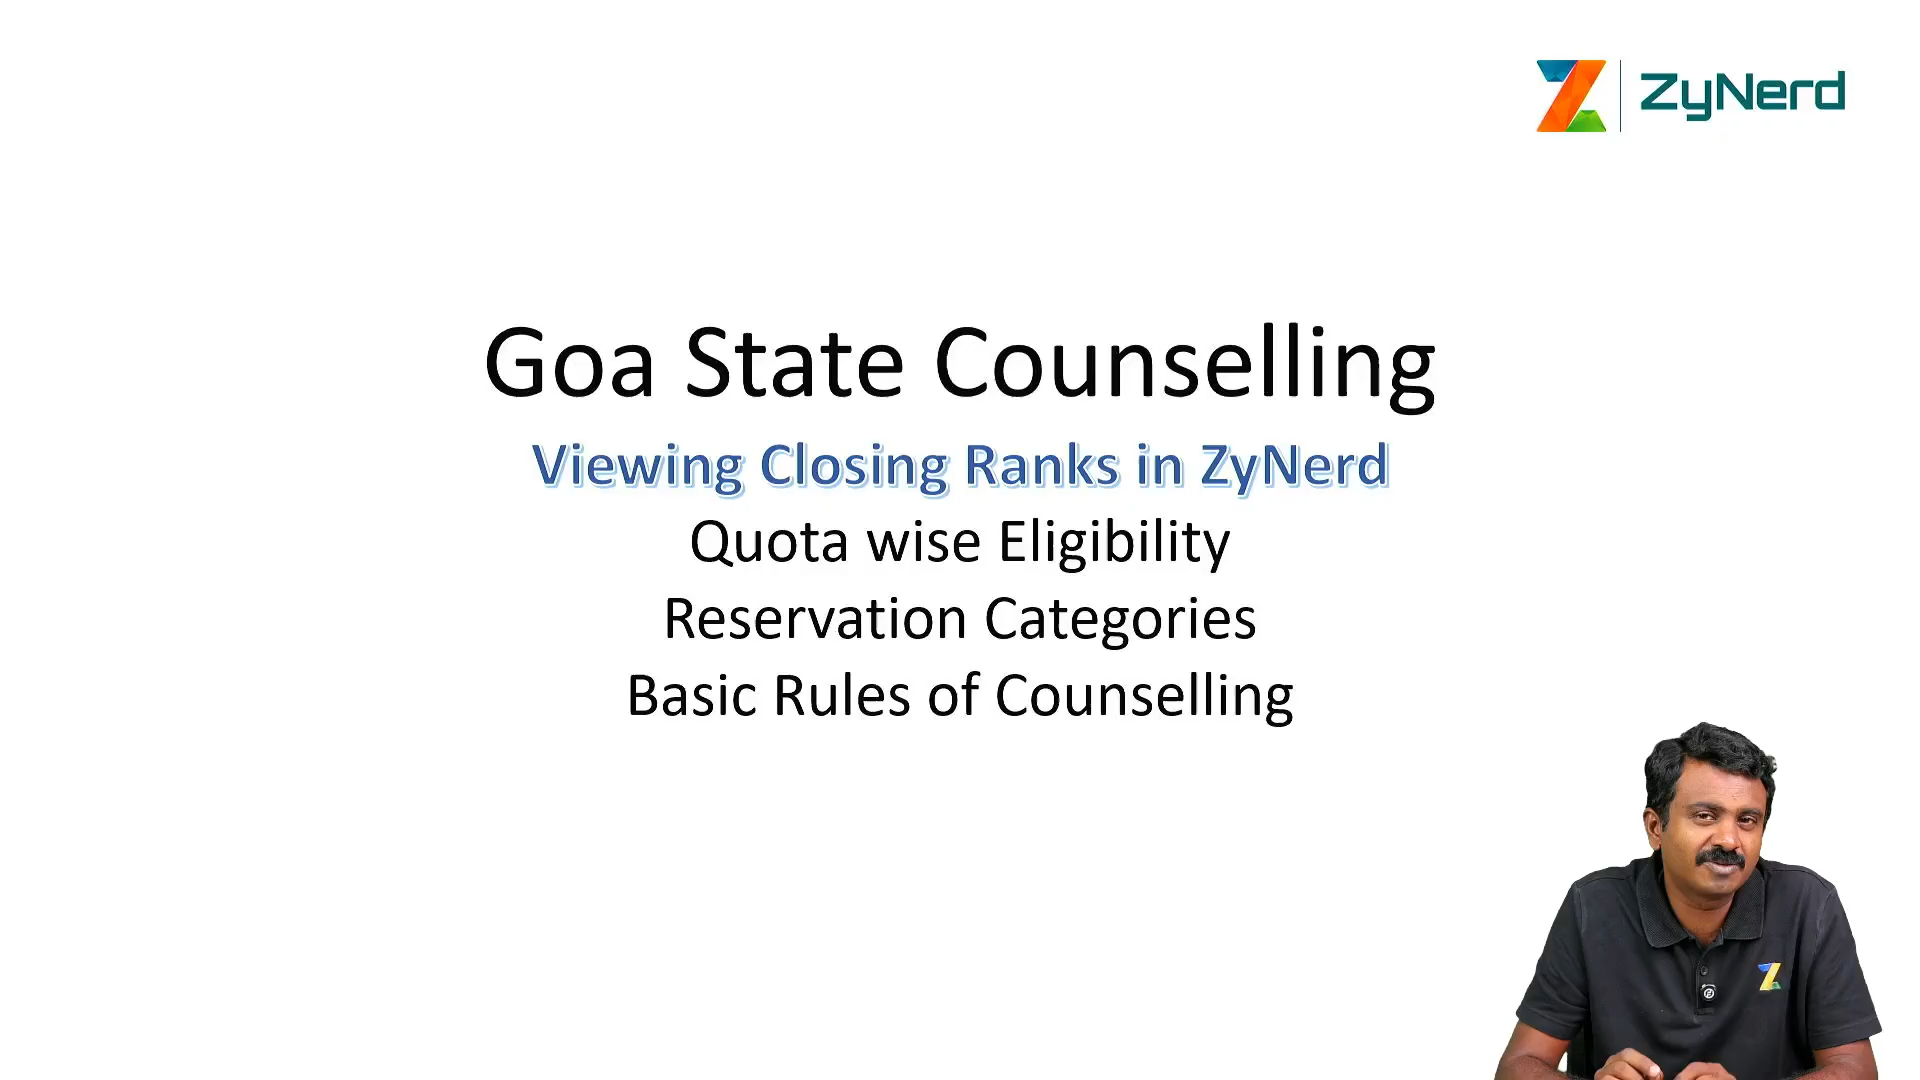 ZyNerd
Goa State Counselling
Viewing Closing Ranks in ZyNerd
Quota wise Eligibility
Reservation Categories
Basic Rules of Counselling